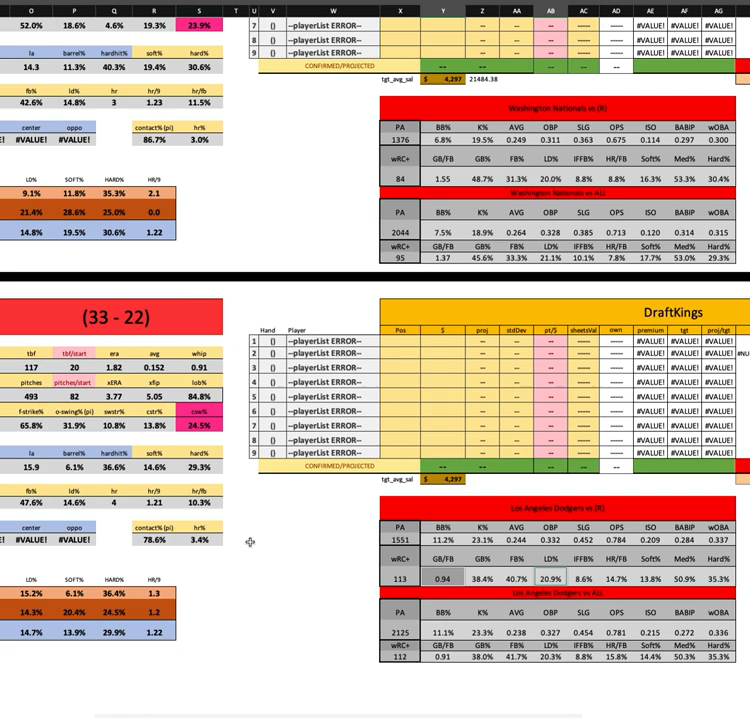 O P Q R S T U V W X Y Z AA AB AC AD AE AF AG
52.0% 18.6% 4.6% 19.3% 23.9% 7 () --playerList ERROR-- -- -- -- ----- ----- #VALUE! #VALUE! #VALUE!
8 () --playerList ERROR-- -- -- -- ----- ----- #VALUE! #VALUE! #VALUE!
la barrel% hardhit% soft% hard% 9 () --playerList ERROR-- -- -- -- ----- ----- #VALUE! #VALUE! #VALUE!
14.3 11.3% 40.3% 19.4% 30.6% CONFIRMED/PROJECTED -- -- -- -- --
tgt_avg_sal $ 4,297 21484.38
fb% ld% hr hr/9 hr/fb
42.6% 14.8% 3 1.23 11.5% Washington Nationals vs (R)
center oppo contact% (pi) hr% PA BB% K% AVG OBP SLG OPS ISO BABIP wOBA
#VALUE! #VALUE! 86.7% 3.0% 1376 6.8% 19.5% 0.249 0.311 0.363 0.675 0.114 0.297 0.300
wRC+ GB/FB GB% FB% LD% IFFB% HR/FB Soft% Med% Hard%
LD% SOFT% HARD% HR/9 84 1.55 48.7% 31.3% 20.0% 8.8% 8.8% 16.3% 53.3% 30.4%
9.1% 11.8% 35.3% 2.1 Washington Nationals vs ALL
21.4% 28.6% 25.0% 0.0 PA BB% K% AVG OBP SLG OPS ISO BABIP wOBA
14.8% 19.5% 30.6% 1.22 2044 7.5% 18.9% 0.264 0.328 0.385 0.713 0.120 0.314 0.315
wRC+ GB/FB GB% FB% LD% IFFB% HR/FB Soft% Med% Hard%
95 1.37 45.6% 33.3% 21.1% 10.1% 7.8% 17.7% 53.0% 29.3%
(33 - 22) DraftKings
Hand Player Pos $ proj stdDev pt/$ sheetsVal own premium tgt proj/tgt
1 () --playerList ERROR-- -- -- -- ----- ----- #VALUE! #VALUE! #VALUE!
tbf tbf/start era avg whip 2 () --playerList ERROR-- -- -- -- ----- ----- #VALUE! #VALUE! #VALUE! #NU
117 20 1.82 0.152 0.91 3 () --playerList ERROR-- -- -- -- ----- ----- #VALUE! #VALUE! #VALUE!
pitches pitches/start xERA xfip lob% 4 () --playerList ERROR-- -- -- -- ----- ----- #VALUE! #VALUE! #VALUE!
493 82 3.77 5.05 84.8% 5 () --playerList ERROR-- -- -- -- ----- ----- #VALUE! #VALUE! #VALUE!
f-strike% o-swing% (pi) swstr% cstr% csw% 6 () --playerList ERROR-- -- -- -- ----- ----- #VALUE! #VALUE! #VALUE!
65.8% 31.9% 10.8% 13.8% 24.5% 7 () --playerList ERROR-- -- -- -- ----- ----- #VALUE! #VALUE! #VALUE!
8 () --playerList ERROR-- -- -- -- ----- ----- #VALUE! #VALUE! #VALUE!
la barrel% hardhit% soft% hard% 9 () --playerList ERROR-- -- -- -- ----- ----- #VALUE! #VALUE! #VALUE!
15.9 6.1% 36.6% 14.6% 29.3% CONFIRMED/PROJECTED -- -- -- -- --
tgt_avg_sal $ 4,297
fb% ld% hr hr/9 hr/fb
47.6% 14.6% 4 1.21 10.3% Los Angeles Dodgers vs (R)
center oppo contact% (pi) hr% PA BB% K% AVG OBP SLG OPS ISO BABIP wOBA
#VALUE! #VALUE! 78.6% 3.4% 1551 11.2% 23.1% 0.244 0.332 0.452 0.784 0.209 0.284 0.337
wRC+ GB/FB GB% FB% LD% IFFB% HR/FB Soft% Med% Hard%
LD% SOFT% HARD% HR/9 113 0.94 38.4% 40.7% 20.9% 8.6% 14.7% 13.8% 50.9% 35.3%
15.2% 6.1% 36.4% 1.3 Los Angeles Dodgers vs ALL
14.3% 20.4% 24.5% 1.2 PA BB% K% AVG OBP SLG OPS ISO BABIP wOBA
14.7% 13.9% 29.9% 1.22 2125 11.1% 23.3% 0.238 0.327 0.454 0.781 0.215 0.272 0.336
wRC+ GB/FB GB% FB% LD% IFFB% HR/FB Soft% Med% Hard%
112 0.91 38.0% 41.7% 20.3% 8.8% 15.8% 14.4% 50.3% 35.3%